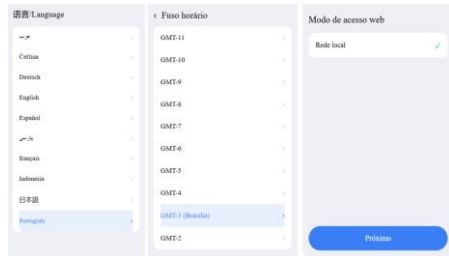 语言/Language
عرب
Čeština
Deutsch
English
Español
پارسی
français
Indonesia
日本語
Português
‹ Fuso horário
GMT-11
GMT-10
GMT-9
GMT-8
GMT-7
GMT-6
GMT-5
GMT-4
GMT-3 (Brasília)
GMT-2
Modo de acesso web
Rede local
Próximo